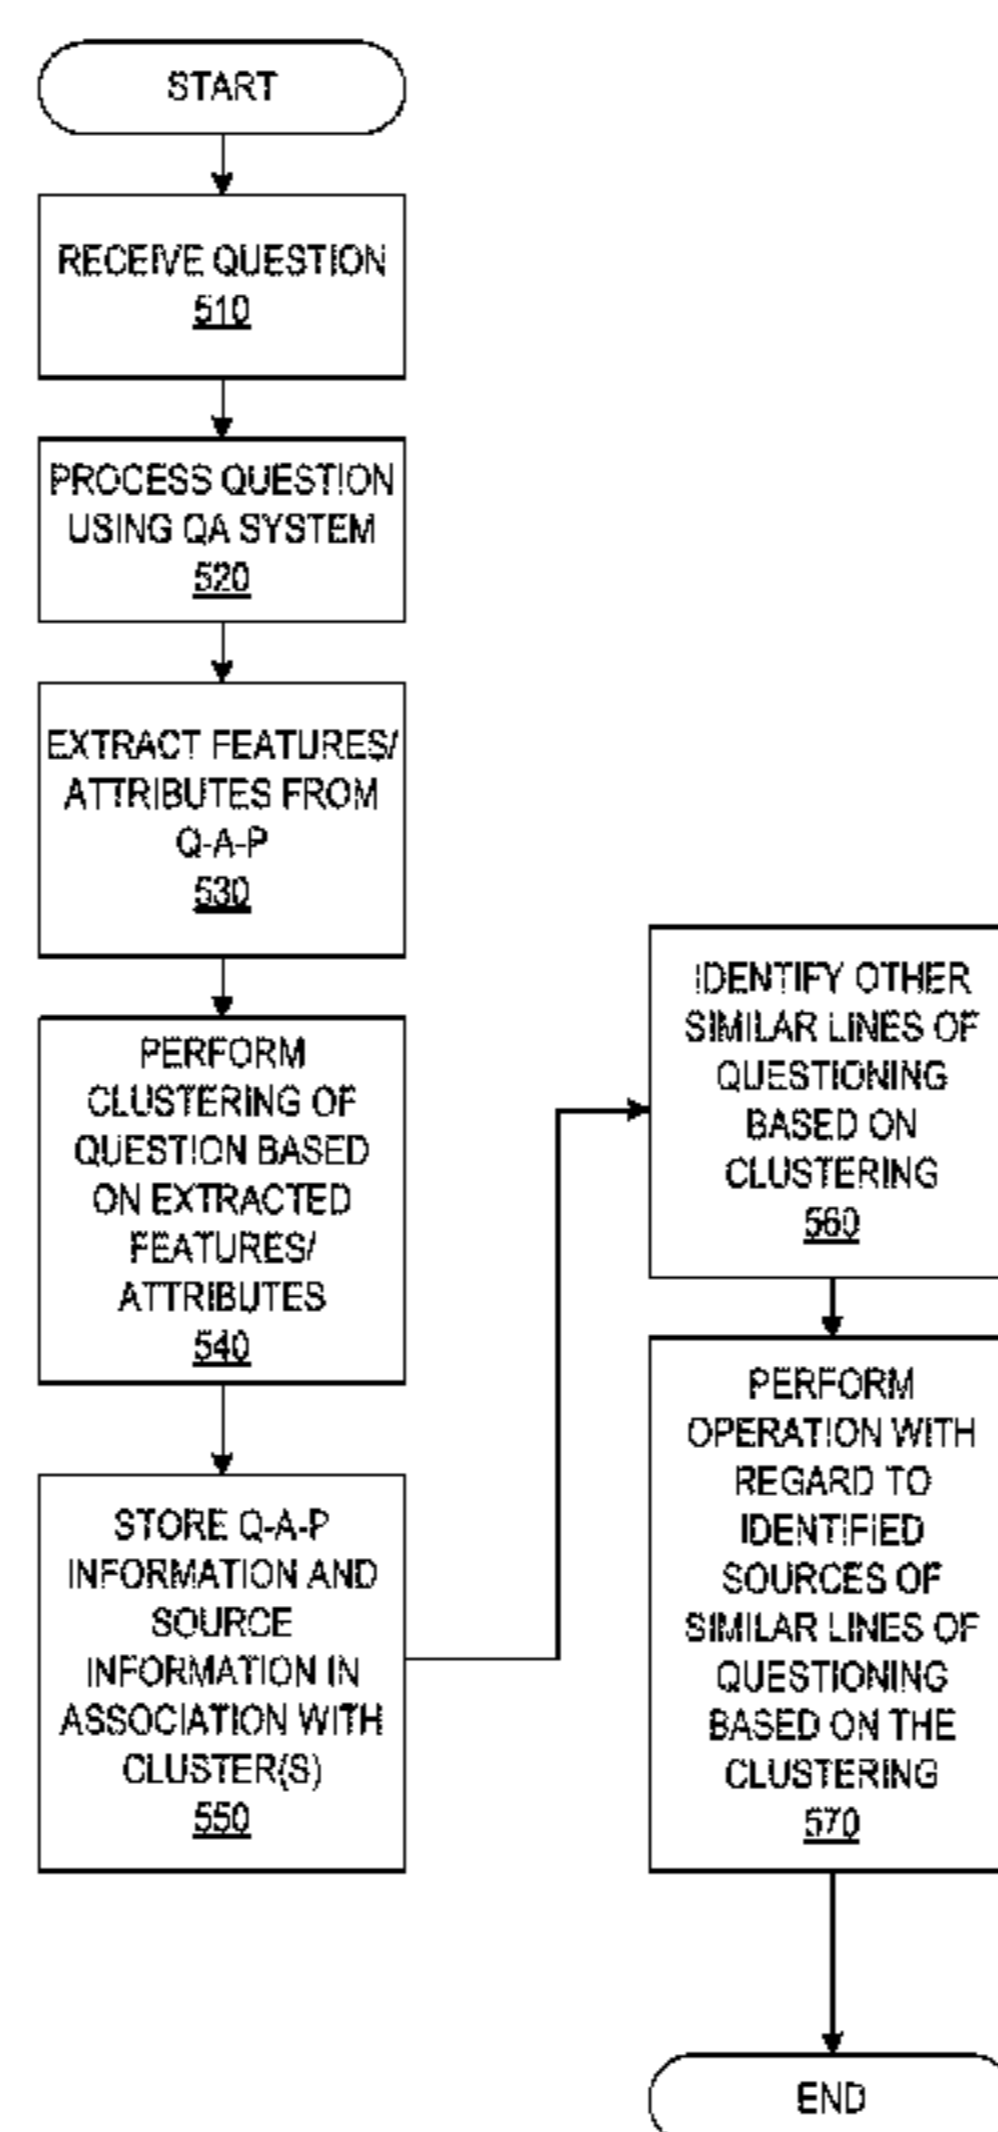 START
RECEIVE QUESTION
510
PROCESS QUESTION
USING QA SYSTEM
520
EXTRACT FEATURES/
ATTRIBUTES FROM
Q-A-P
530
PERFORM
CLUSTERING OF
QUESTION BASED
ON EXTRACTED
FEATURES/
ATTRIBUTES
540
STORE Q-A-P
INFORMATION AND
SOURCE
INFORMATION IN
ASSOCIATION WITH
CLUSTER(S)
550
IDENTIFY OTHER
SIMILAR LINES OF
QUESTIONING
BASED ON
CLUSTERING
560
PERFORM
OPERATION WITH
REGARD TO
IDENTIFIED
SOURCES OF
SIMILAR LINES OF
QUESTIONING
BASED ON THE
CLUSTERING
570
END